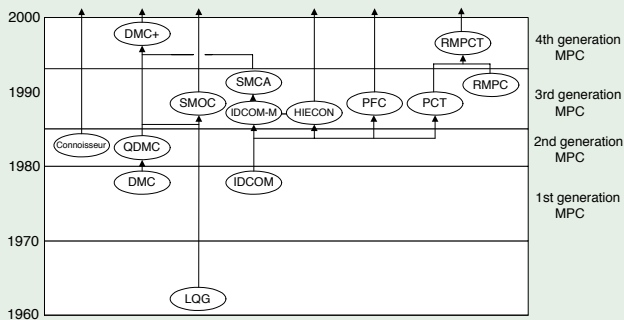 2000
DMC+
RMPCT
4th generation
MPC
SMCA
RMPC
1990
SMOC
IDCOM-M
HIECON
PFC
PCT
3rd generation
MPC
Connoisseur
QDMC
2nd generation
MPC
1980
DMC
IDCOM
1st generation
MPC
1970
LQG
1960